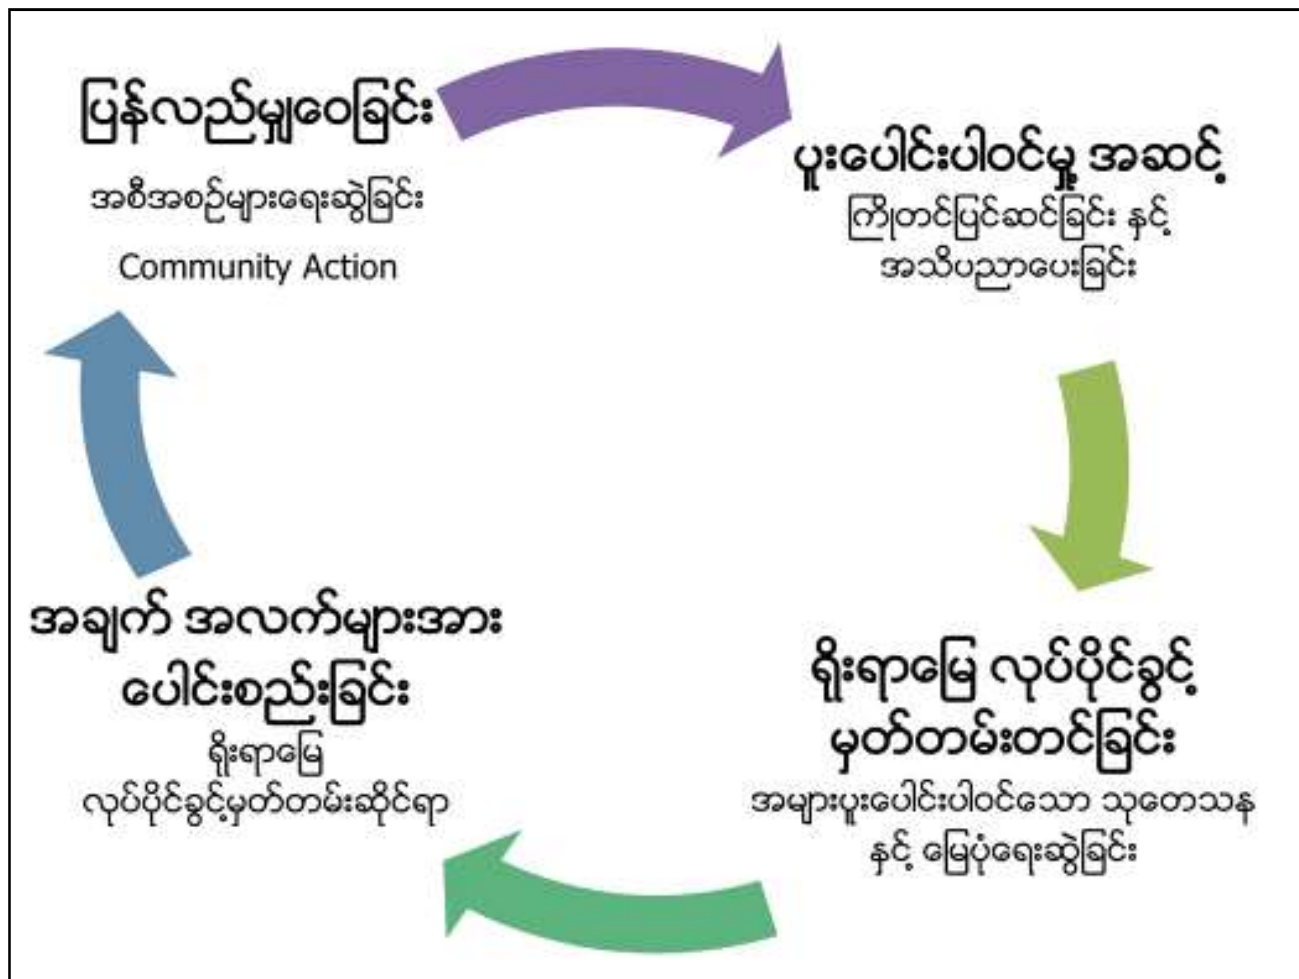 ပြန်လည်မျှဝေခြင်း
အစီအစဉ်များရေးဆွဲခြင်း
Community Action
ပူးပေါင်းပါဝင်မှု့ အဆင့်
ကြိုတင်ပြင်ဆင်ခြင်း နှင့်
အသိပညာပေးခြင်း
ရိုးရာမြေ လုပ်ပိုင်ခွင့်
မှတ်တမ်းတင်ခြင်း
အများပူးပေါင်းပါဝင်သော သုတေသန
နှင့် မြေပုံရေးဆွဲခြင်း
အချက် အလက်များအား
ပေါင်းစည်းခြင်း
ရိုးရာမြေ
လုပ်ပိုင်ခွင့်မှတ်တမ်းဆိုင်ရာ